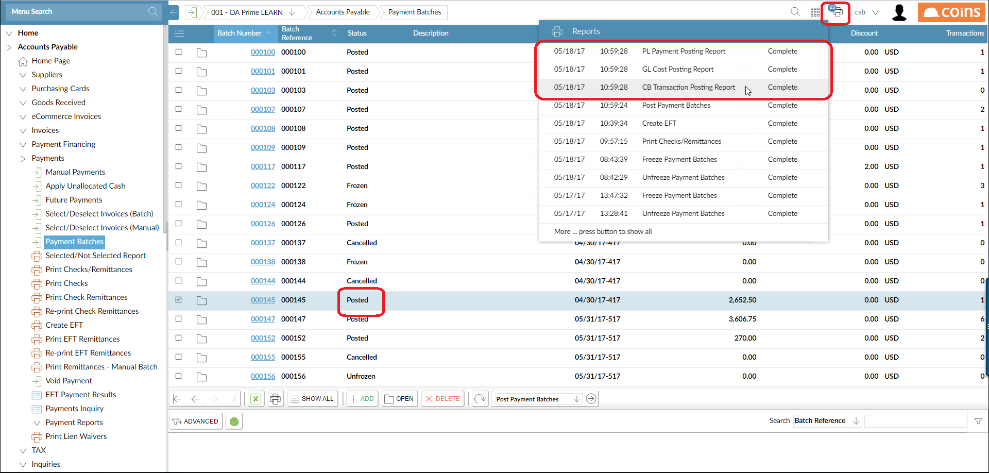 Menu Search
001 - OA Prime LEARN
Accounts Payable
Payment Batches
csb
coins
Home
Accounts Payable
Home Page
Suppliers
Purchasing Cards
Goods Received
eCommerce Invoices
Invoices
Payment Financing
Payments
Manual Payments
Apply Unallocated Cash
Future Payments
Select/Deselect Invoices (Batch)
Select/Deselect Invoices (Manual)
Payment Batches
Selected/Not Selected Report
Print Checks/Remittances
Print Checks
Print Check Remittances
Re-print Check Remittances
Create EFT
Print EFT Remittances
Re-print EFT Remittances
Print Remittances - Manual Batch
Void Payment
EFT Payment Results
Payments Inquiry
Payment Reports
Print Lien Waivers
TAX
Inquiries
Batch Number Batch Reference Status Description Discount Transactions
000100 000100 Posted 0.00 USD 1
000101 000101 Posted 0.00 USD 1
000103 000103 Posted 0.00 USD 0
000107 000107 Posted 0.00 USD 2
000108 000108 Posted 0.00 USD 1
000109 000109 Posted 0.00 USD 1
000117 000117 Posted 2.00 USD 1
000122 000122 Frozen 0.00 USD 3
000124 000124 Frozen 0.00 USD 1
000126 000126 Posted 0.00 USD 1
000137 000137 Cancelled 04/30/17-417 0.00 0.00 USD 0
000138 000138 Frozen 04/30/17-417 0.00 0.00 USD 0
000144 000144 Cancelled 04/30/17-417 0.00 0.00 USD 0
000145 000145 Posted 04/30/17-417 2,652.50 0.00 USD 1
000147 000147 Posted 05/31/17-517 3,606.75 0.00 USD 6
000152 000152 Posted 05/31/17-517 270.00 0.00 USD 2
000155 000155 Cancelled 05/31/17-517 0.00 0.00 USD 0
000156 000156 Unfrozen 05/31/17-517 0.00 0.00 USD 0
Reports
05/18/17 10:59:28 PL Payment Posting Report Complete
05/18/17 10:59:28 GL Cost Posting Report Complete
05/18/17 10:59:28 CB Transaction Posting Report Complete
05/18/17 10:59:24 Post Payment Batches Complete
05/18/17 10:39:34 Create EFT Complete
05/18/17 09:57:15 Print Checks/Remittances Complete
05/18/17 08:43:39 Freeze Payment Batches Complete
05/18/17 08:42:29 Unfreeze Payment Batches Complete
05/17/17 13:47:32 Freeze Payment Batches Complete
05/17/17 13:28:41 Unfreeze Payment Batches Complete
More ... press button to show all
SHOW ALL ADD OPEN DELETE Post Payment Batches
ADVANCED Search Batch Reference